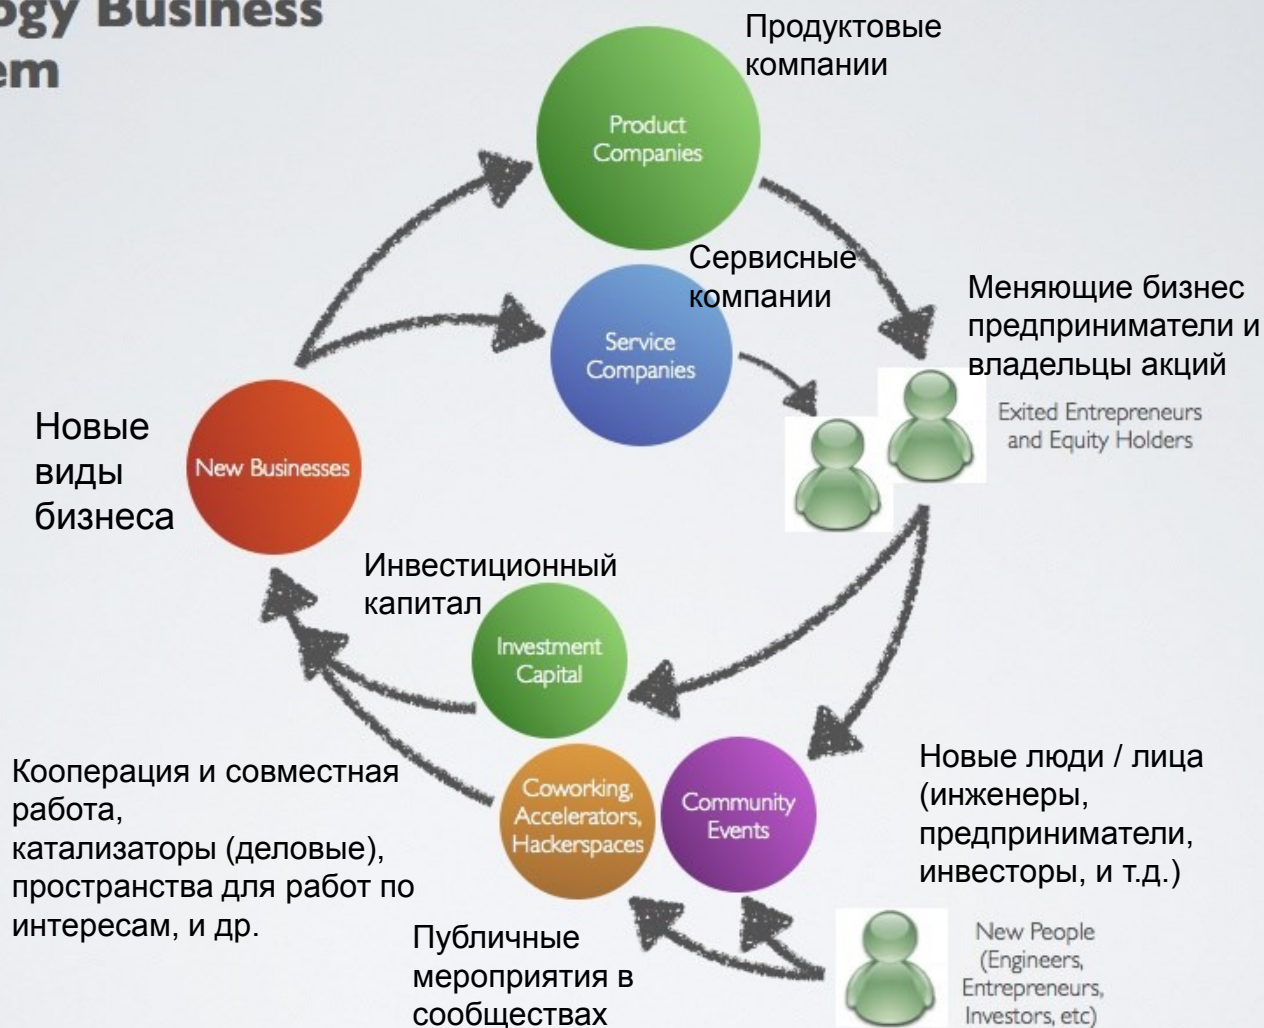 ogy Business
em
Продуктовые
компании
Product
Companies
Сервисные
компании
Service
Companies
Меняющие бизнес
предприниматели и
владельцы акций
Exited Entrepreneurs
and Equity Holders
Новые
виды
бизнеса
New Businesses
Инвестиционный
капитал
Investment
Capital
Кооперация и совместная
работа,
катализаторы (деловые),
пространства для работ по
интересам, и др.
Coworking,
Accelerators,
Hackerspaces
Community
Events
Новые люди / лица
(инженеры,
предприниматели,
инвесторы, и т.д.)
Публичные
мероприятия в
сообществах
New People
(Engineers,
Entrepreneurs,
Investors, etc)